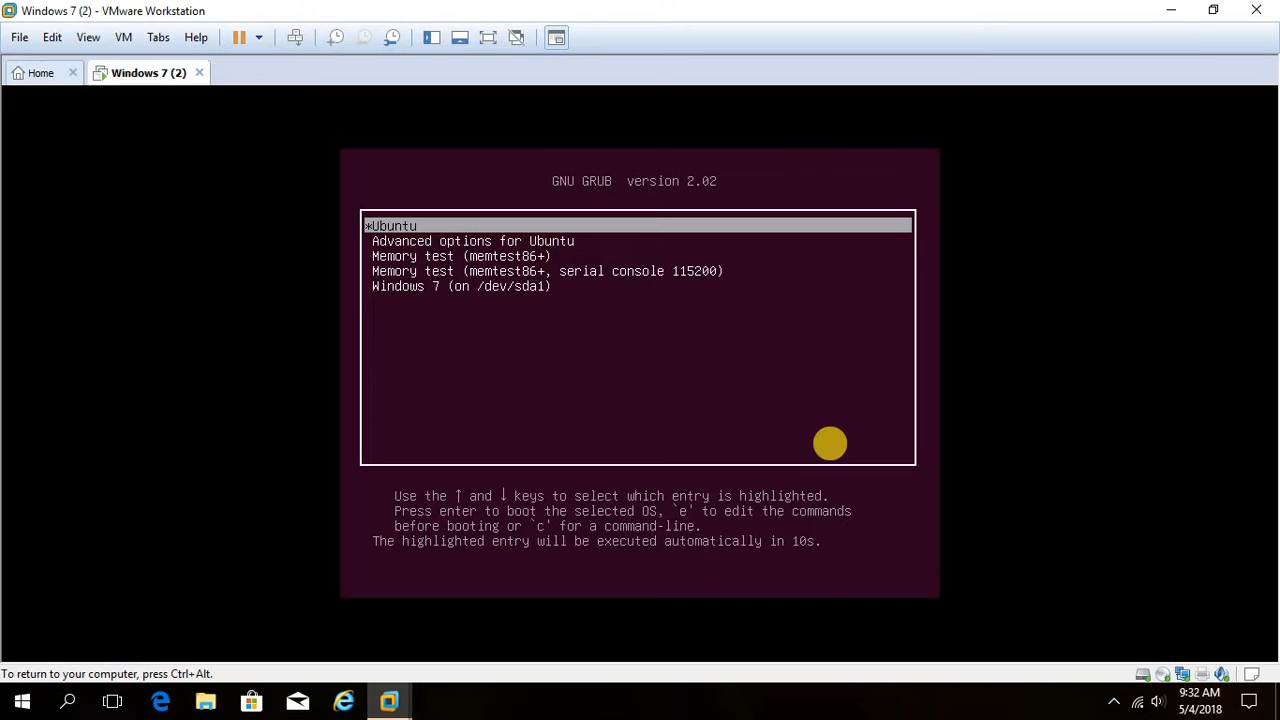 Windows 7 (2) - VMware Workstation
File Edit View VM Tabs Help
Home Windows 7 (2)
GNU GRUB version 2.02
*Ubuntu
Advanced options for Ubuntu
Memory test (memtest86+)
Memory test (memtest86+, serial console 115200)
Windows 7 (on /dev/sda1)
Use the ↑ and ↓ keys to select which entry is highlighted.
Press enter to boot the selected OS, `e' to edit the commands
before booting or `c' for a command-line.
The highlighted entry will be executed automatically in 10s.
To return to your computer, press Ctrl+Alt.
9:32 AM
5/4/2018